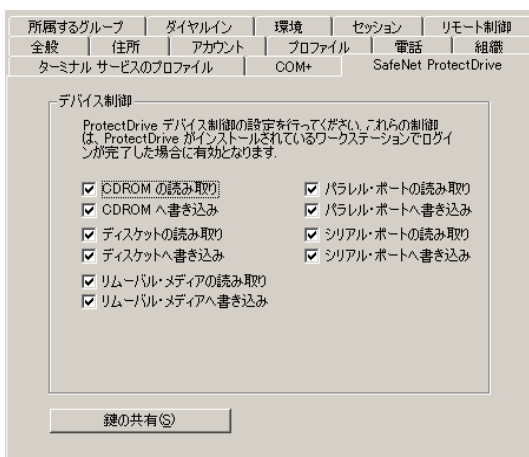 所属するグループ ダイヤルイン 環境 セッション リモート制御
全般 住所 アカウント プロファイル 電話 組織
ターミナル サービスのプロファイル COM+ SafeNet ProtectDrive
デバイス制御
ProtectDrive デバイス制御の設定を行ってください. これらの制御
は、ProtectDrive がインストールされているワークステーションでログイ
ンが完了した場合に有効となります.
CDROM の読み取り パラレル・ポートの読み取り
CDROM へ書き込み パラレル・ポートへ書き込み
ディスケットの読み取り シリアル・ポートの読み取り
ディスケットへ書き込み シリアル・ポートへ書き込み
リムーバル・メディアの読み取り
リムーバル・メディアへ書き込み
鍵の共有(S)